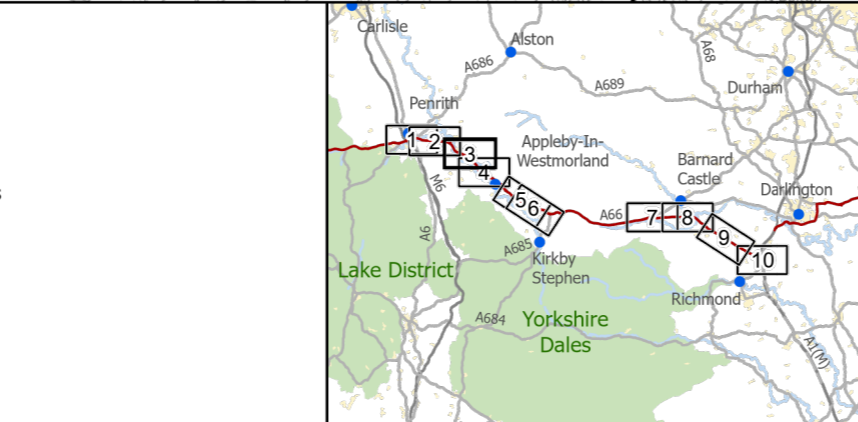 Carlisle
Alston
A68
A686
A689
Durham
Penrith
Appleby-In-
Westmorland
Barnard
Castle
Darlington
1
2
3
4
5
6
7
8
9
10
M6
A66
A6
A685
Kirkby
Stephen
Lake District
Richmond
A684
Yorkshire
Dales
A1(M)